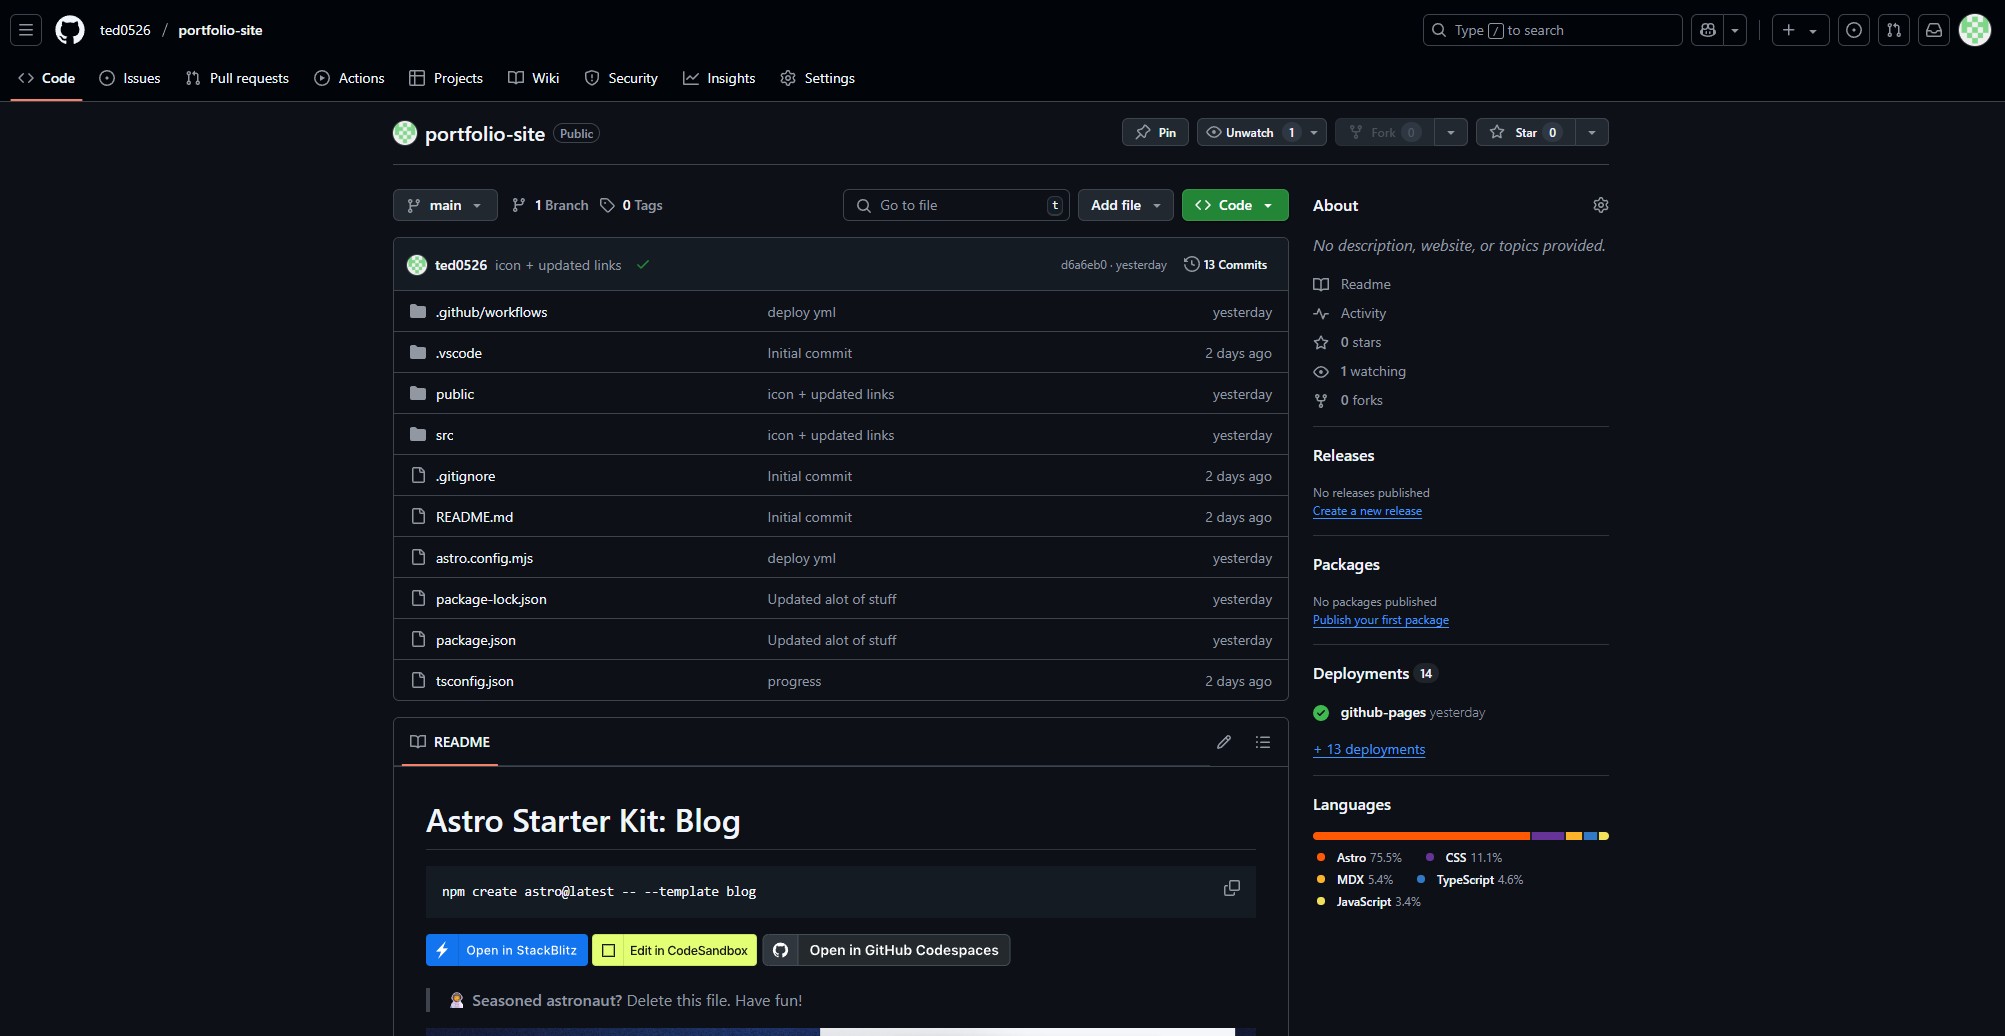 ted0526 / portfolio-site
Type / to search
Code Issues Pull requests Actions Projects Wiki Security Insights Settings
portfolio-site Public
Pin Unwatch 1 Fork 0 Star 0
main 1 Branch 0 Tags Go to file t Add file Code
ted0526 icon + updated links d6a6eb0 · yesterday 13 Commits
.github/workflows deploy yml yesterday
.vscode Initial commit 2 days ago
public icon + updated links yesterday
src icon + updated links yesterday
.gitignore Initial commit 2 days ago
README.md Initial commit 2 days ago
astro.config.mjs deploy yml yesterday
package-lock.json Updated alot of stuff yesterday
package.json Updated alot of stuff yesterday
tsconfig.json progress 2 days ago
README
Astro Starter Kit: Blog
npm create astro@latest -- --template blog
Open in StackBlitz Edit in CodeSandbox Open in GitHub Codespaces
🧑‍🚀 Seasoned astronaut? Delete this file. Have fun!
About
No description, website, or topics provided.
Readme
Activity
0 stars
1 watching
0 forks
Releases
No releases published
Create a new release
Packages
No packages published
Publish your first package
Deployments 14
github-pages yesterday
+ 13 deployments
Languages
Astro 75.5% CSS 11.1%
MDX 5.4% TypeScript 4.6%
JavaScript 3.4%